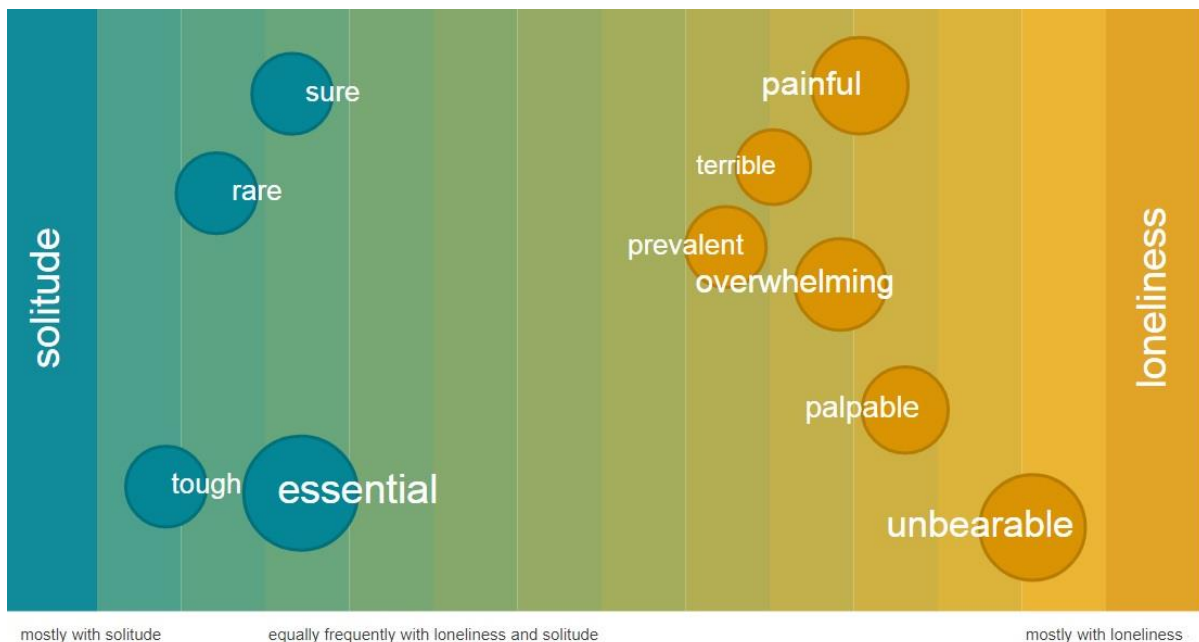 solitude
sure
painful
terrible
rare
prevalent
overwhelming
palpable
tough
essential
unbearable
loneliness
mostly with solitude
equally frequently with loneliness and solitude
mostly with loneliness